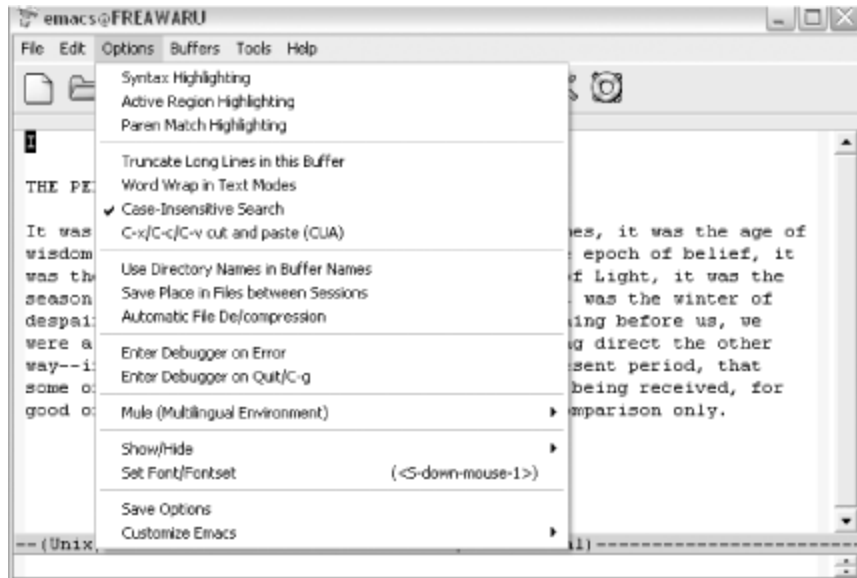 emacs@FREAWARU
File Edit Options Buffers Tools Help
Syntax Highlighting
Active Region Highlighting
Paren Match Highlighting
Truncate Long Lines in this Buffer
Word Wrap in Text Modes
Case-Insensitive Search
C-x/C-c/C-v cut and paste (CUA)
Use Directory Names in Buffer Names
Save Place in Files between Sessions
Automatic File De/compression
Enter Debugger on Error
Enter Debugger on Quit/C-g
Mule (Multilingual Environment)
Show/Hide
Set Font/Fontset (<S-down-mouse-1>)
Save Options
Customize Emacs
I
THE PE
It was es, it was the age of
wisdom epoch of belief, it
was th f Light, it was the
season was the winter of
despai ing before us, we
were a g direct the other
way--i sent period, that
some o being received, for
good o mparison only.
--(Unix l)--------------------